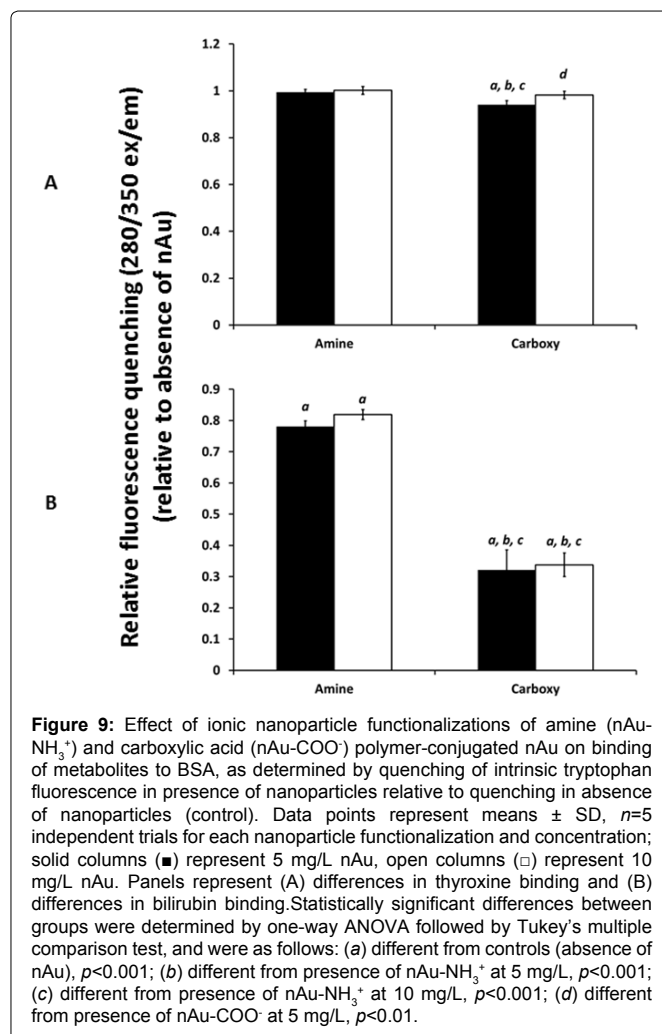 1.2
1
0.8
0.6
0.4
0.2
0
a, b, c
d
A
Amine
Carboxy
Relative fluorescence quenching (280/350 ex/em)
(relative to absence of nAu)
0.9
0.8
0.7
0.6
0.5
0.4
0.3
0.2
0.1
0
a
a
a, b, c
a, b, c
B
Amine
Carboxy
Figure 9: Effect of ionic nanoparticle functionalizations of amine (nAu-
NH₃⁺) and carboxylic acid (nAu-COO⁻) polymer-conjugated nAu on binding
of metabolites to BSA, as determined by quenching of intrinsic tryptophan
fluorescence in presence of nanoparticles relative to quenching in absence
of nanoparticles (control). Data points represent means ± SD, n=5
independent trials for each nanoparticle functionalization and concentration;
solid columns (■) represent 5 mg/L nAu, open columns (□) represent 10
mg/L nAu. Panels represent (A) differences in thyroxine binding and (B)
differences in bilirubin binding.Statistically significant differences between
groups were determined by one-way ANOVA followed by Tukey's multiple
comparison test, and were as follows: (a) different from controls (absence of
nAu), p<0.001; (b) different from presence of nAu-NH₃⁺ at 5 mg/L, p<0.001;
(c) different from presence of nAu-NH₃⁺ at 10 mg/L, p<0.001; (d) different
from presence of nAu-COO⁻ at 5 mg/L, p<0.01.